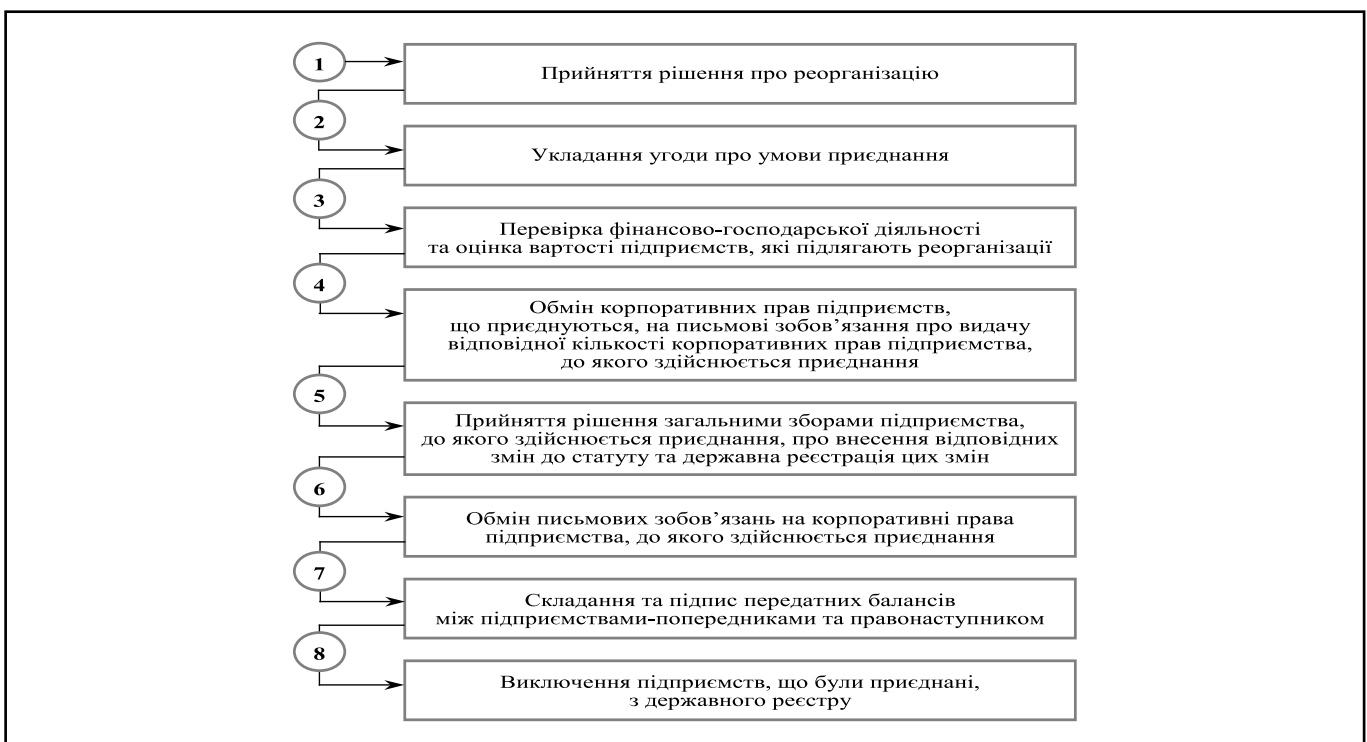 1
Прийняття рішення про реорганізацію
2
Укладання угоди про умови приєднання
3
Перевірка фінансово-господарської діяльності
та оцінка вартості підприємств, які підлягають реорганізації
4
Обмін корпоративних прав підприємств,
що приєднуються, на письмові зобов’язання про видачу
відповідної кількості корпоративних прав підприємства,
до якого здійснюється приєднання
5
Прийняття рішення загальними зборами підприємства,
до якого здійснюється приєднання, про внесення відповідних
змін до статуту та державна реєстрація цих змін
6
Обмін письмових зобов’язань на корпоративні права
підприємства, до якого здійснюється приєднання
7
Складання та підпис передатних балансів
між підприємствами-попередниками та правонаступником
8
Виключення підприємств, що були приєднані,
з державного реєстру